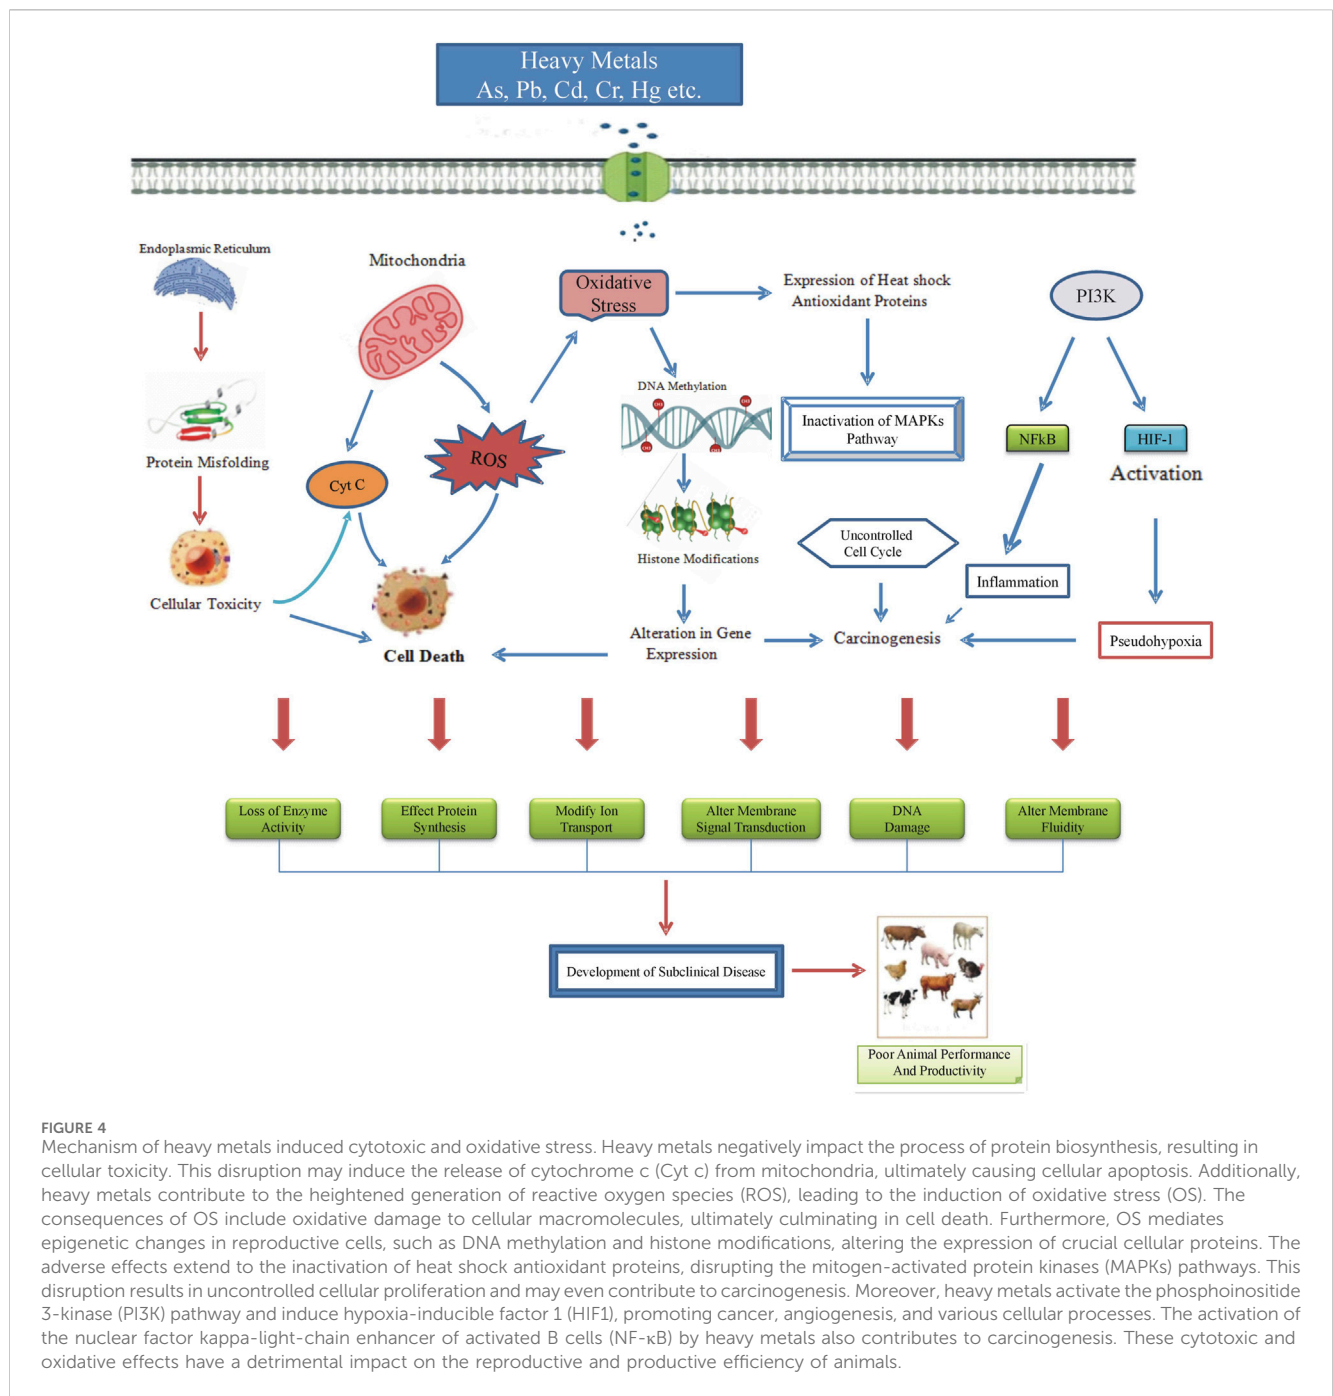 Heavy Metals
As, Pb, Cd, Cr, Hg etc.
Endoplasmic Reticulum
Mitochondria
Oxidative
Stress
Expression of Heat shock
Antioxidant Proteins
PI3K
DNA Methylation
CH3
CH3
CH3
CH3
Inactivation of MAPKs
Pathway
NFkB
HIF-1
Activation
Protein Misfolding
ROS
Cyt C
Uncontrolled
Cell Cycle
Histone Modifications
Inflammation
Cellular Toxicity
Cell Death
Alteration in Gene
Expression
Carcinogenesis
Pseudohypoxia
Loss of Enzyme
Activity
Effect Protein
Synthesis
Modify Ion
Transport
Alter Membrane
Signal Transduction
DNA
Damage
Alter Membrane
Fluidity
Development of Subclinical Disease
Poor Animal Performance
And Productivity
FIGURE 4
Mechanism of heavy metals induced cytotoxic and oxidative stress. Heavy metals negatively impact the process of protein biosynthesis, resulting in
cellular toxicity. This disruption may induce the release of cytochrome c (Cyt c) from mitochondria, ultimately causing cellular apoptosis. Additionally,
heavy metals contribute to the heightened generation of reactive oxygen species (ROS), leading to the induction of oxidative stress (OS). The
consequences of OS include oxidative damage to cellular macromolecules, ultimately culminating in cell death. Furthermore, OS mediates
epigenetic changes in reproductive cells, such as DNA methylation and histone modifications, altering the expression of crucial cellular proteins. The
adverse effects extend to the inactivation of heat shock antioxidant proteins, disrupting the mitogen-activated protein kinases (MAPKs) pathways. This
disruption results in uncontrolled cellular proliferation and may even contribute to carcinogenesis. Moreover, heavy metals activate the phosphoinositide
3-kinase (PI3K) pathway and induce hypoxia-inducible factor 1 (HIF1), promoting cancer, angiogenesis, and various cellular processes. The activation of
the nuclear factor kappa-light-chain enhancer of activated B cells (NF-κB) by heavy metals also contributes to carcinogenesis. These cytotoxic and
oxidative effects have a detrimental impact on the reproductive and productive efficiency of animals.